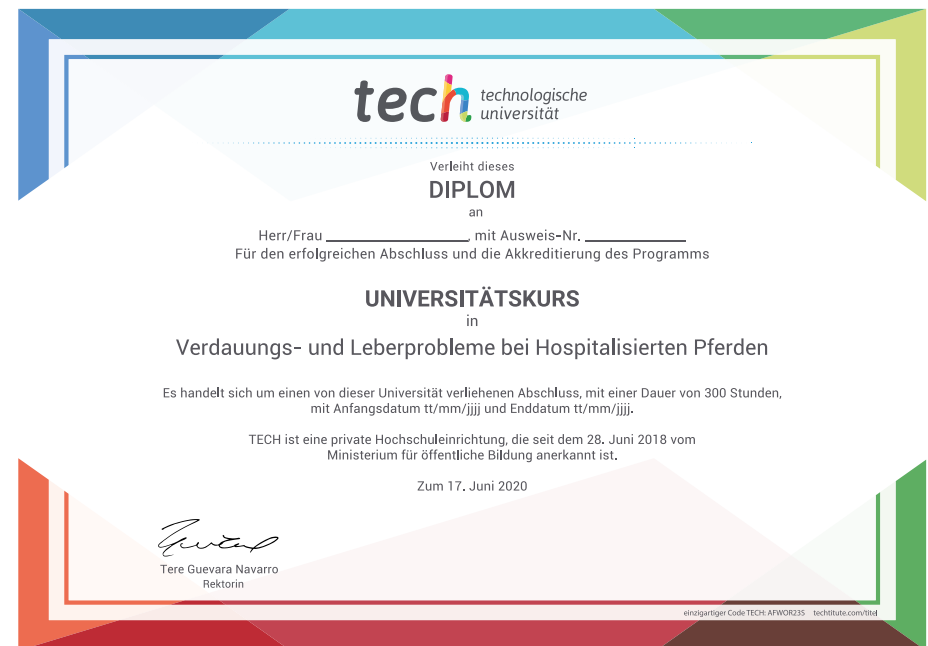 tech technologische
universität
Verleiht dieses
DIPLOM
an
Herr/Frau ____________________, mit Ausweis-Nr. ______________
Für den erfolgreichen Abschluss und die Akkreditierung des Programms
UNIVERSITÄTSKURS
in
Verdauungs- und Leberprobleme bei Hospitalisierten Pferden
Es handelt sich um einen von dieser Universität verliehenen Abschluss, mit einer Dauer von 300 Stunden,
mit Anfangsdatum tt/mm/jjjj und Enddatum tt/mm/jjjj.
TECH ist eine private Hochschuleinrichtung, die seit dem 28. Juni 2018 vom
Ministerium für öffentliche Bildung anerkannt ist.
Zum 17. Juni 2020
Tere Guevara Navarro
Rektorin
einzigartiger Code TECH: AFWOR23S techtitute.com/titel